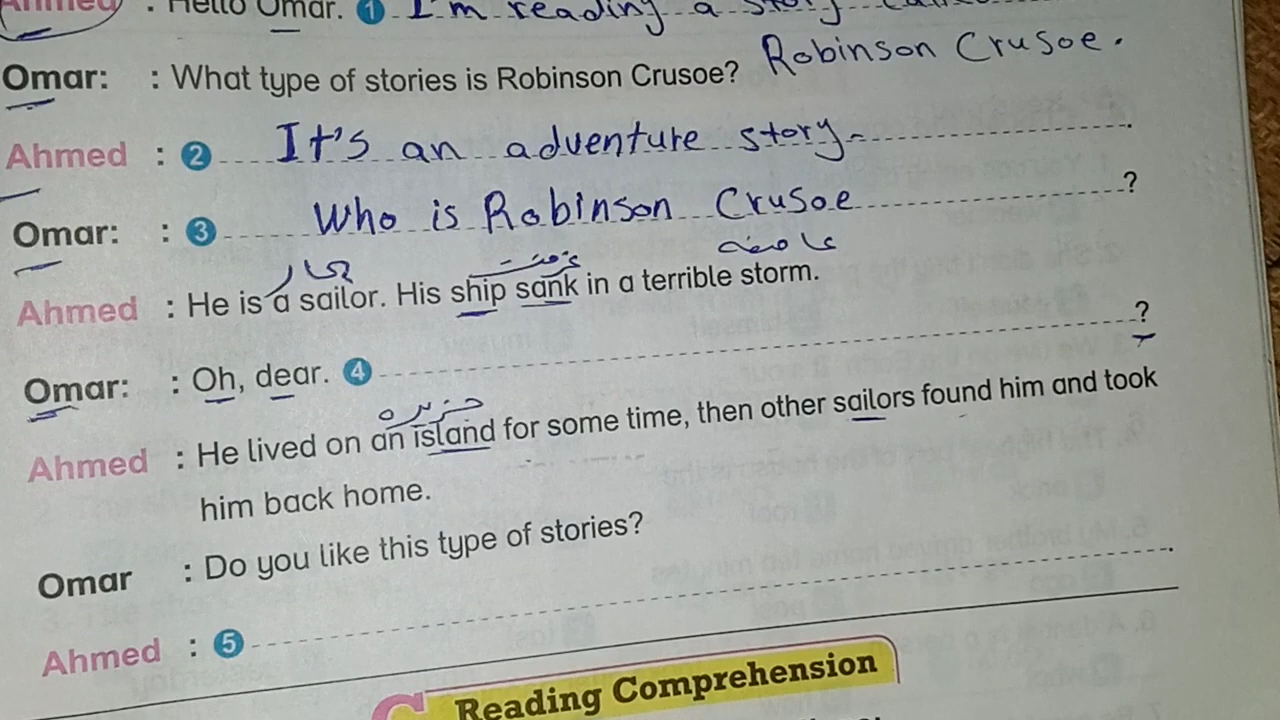 Ahmed : Hello Omar. 1 I'm reading a story
Robinson Crusoe.
Omar: : What type of stories is Robinson Crusoe?
Ahmed : 2 It's an adventure story
Omar: : 3 Who is Robinson Crusoe ?
بحار غرقت عاصفة
Ahmed : He is a sailor. His ship sank in a terrible storm.
Omar: : Oh, dear. 4 ?
جزيرة
Ahmed : He lived on an island for some time, then other sailors found him and took
him back home.
Omar : Do you like this type of stories?
Ahmed : 5 .
Reading Comprehension